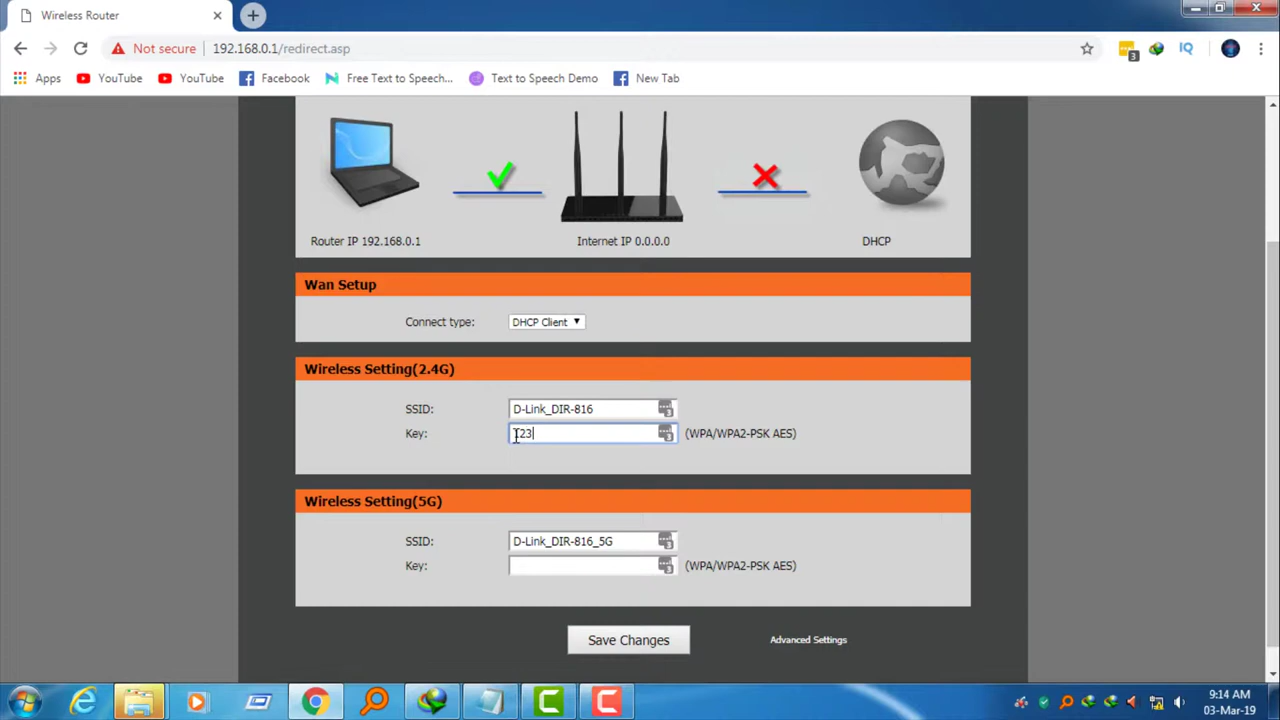 Wireless Router
Not secure
192.168.0.1/redirect.asp
Apps
YouTube
YouTube
Facebook
Free Text to Speech...
Text to Speech Demo
New Tab
Router IP 192.168.0.1
Internet IP 0.0.0.0
DHCP
Wan Setup
Connect type:
DHCP Client
Wireless Setting(2.4G)
SSID:
D-Link_DIR-816
Key:
23
(WPA/WPA2-PSK AES)
Wireless Setting(5G)
SSID:
D-Link_DIR-816_5G
Key:
(WPA/WPA2-PSK AES)
Save Changes
Advanced Settings
9:14 AM
03-Mar-19